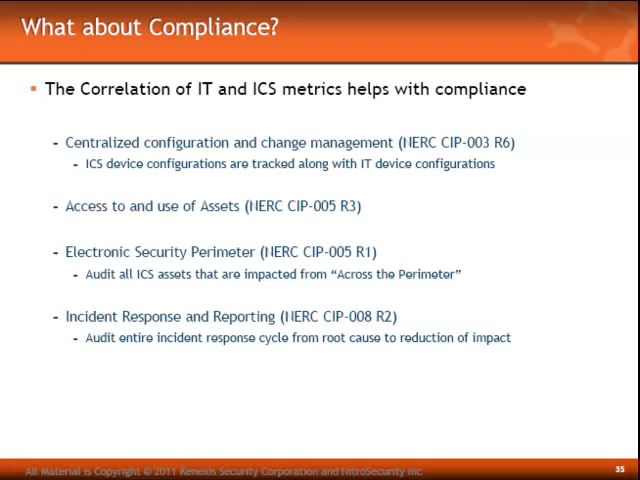 What about Compliance?
▪ The Correlation of IT and ICS metrics helps with compliance
- Centralized configuration and change management (NERC CIP-003 R6)
- ICS device configurations are tracked along with IT device configurations
- Access to and use of Assets (NERC CIP-005 R3)
- Electronic Security Perimeter (NERC CIP-005 R1)
- Audit all ICS assets that are impacted from “Across the Perimeter”
- Incident Response and Reporting (NERC CIP-008 R2)
- Audit entire incident response cycle from root cause to reduction of impact
All Material is Copyright © 2011 Kenexis Security Corporation and NitroSecurity Inc
35